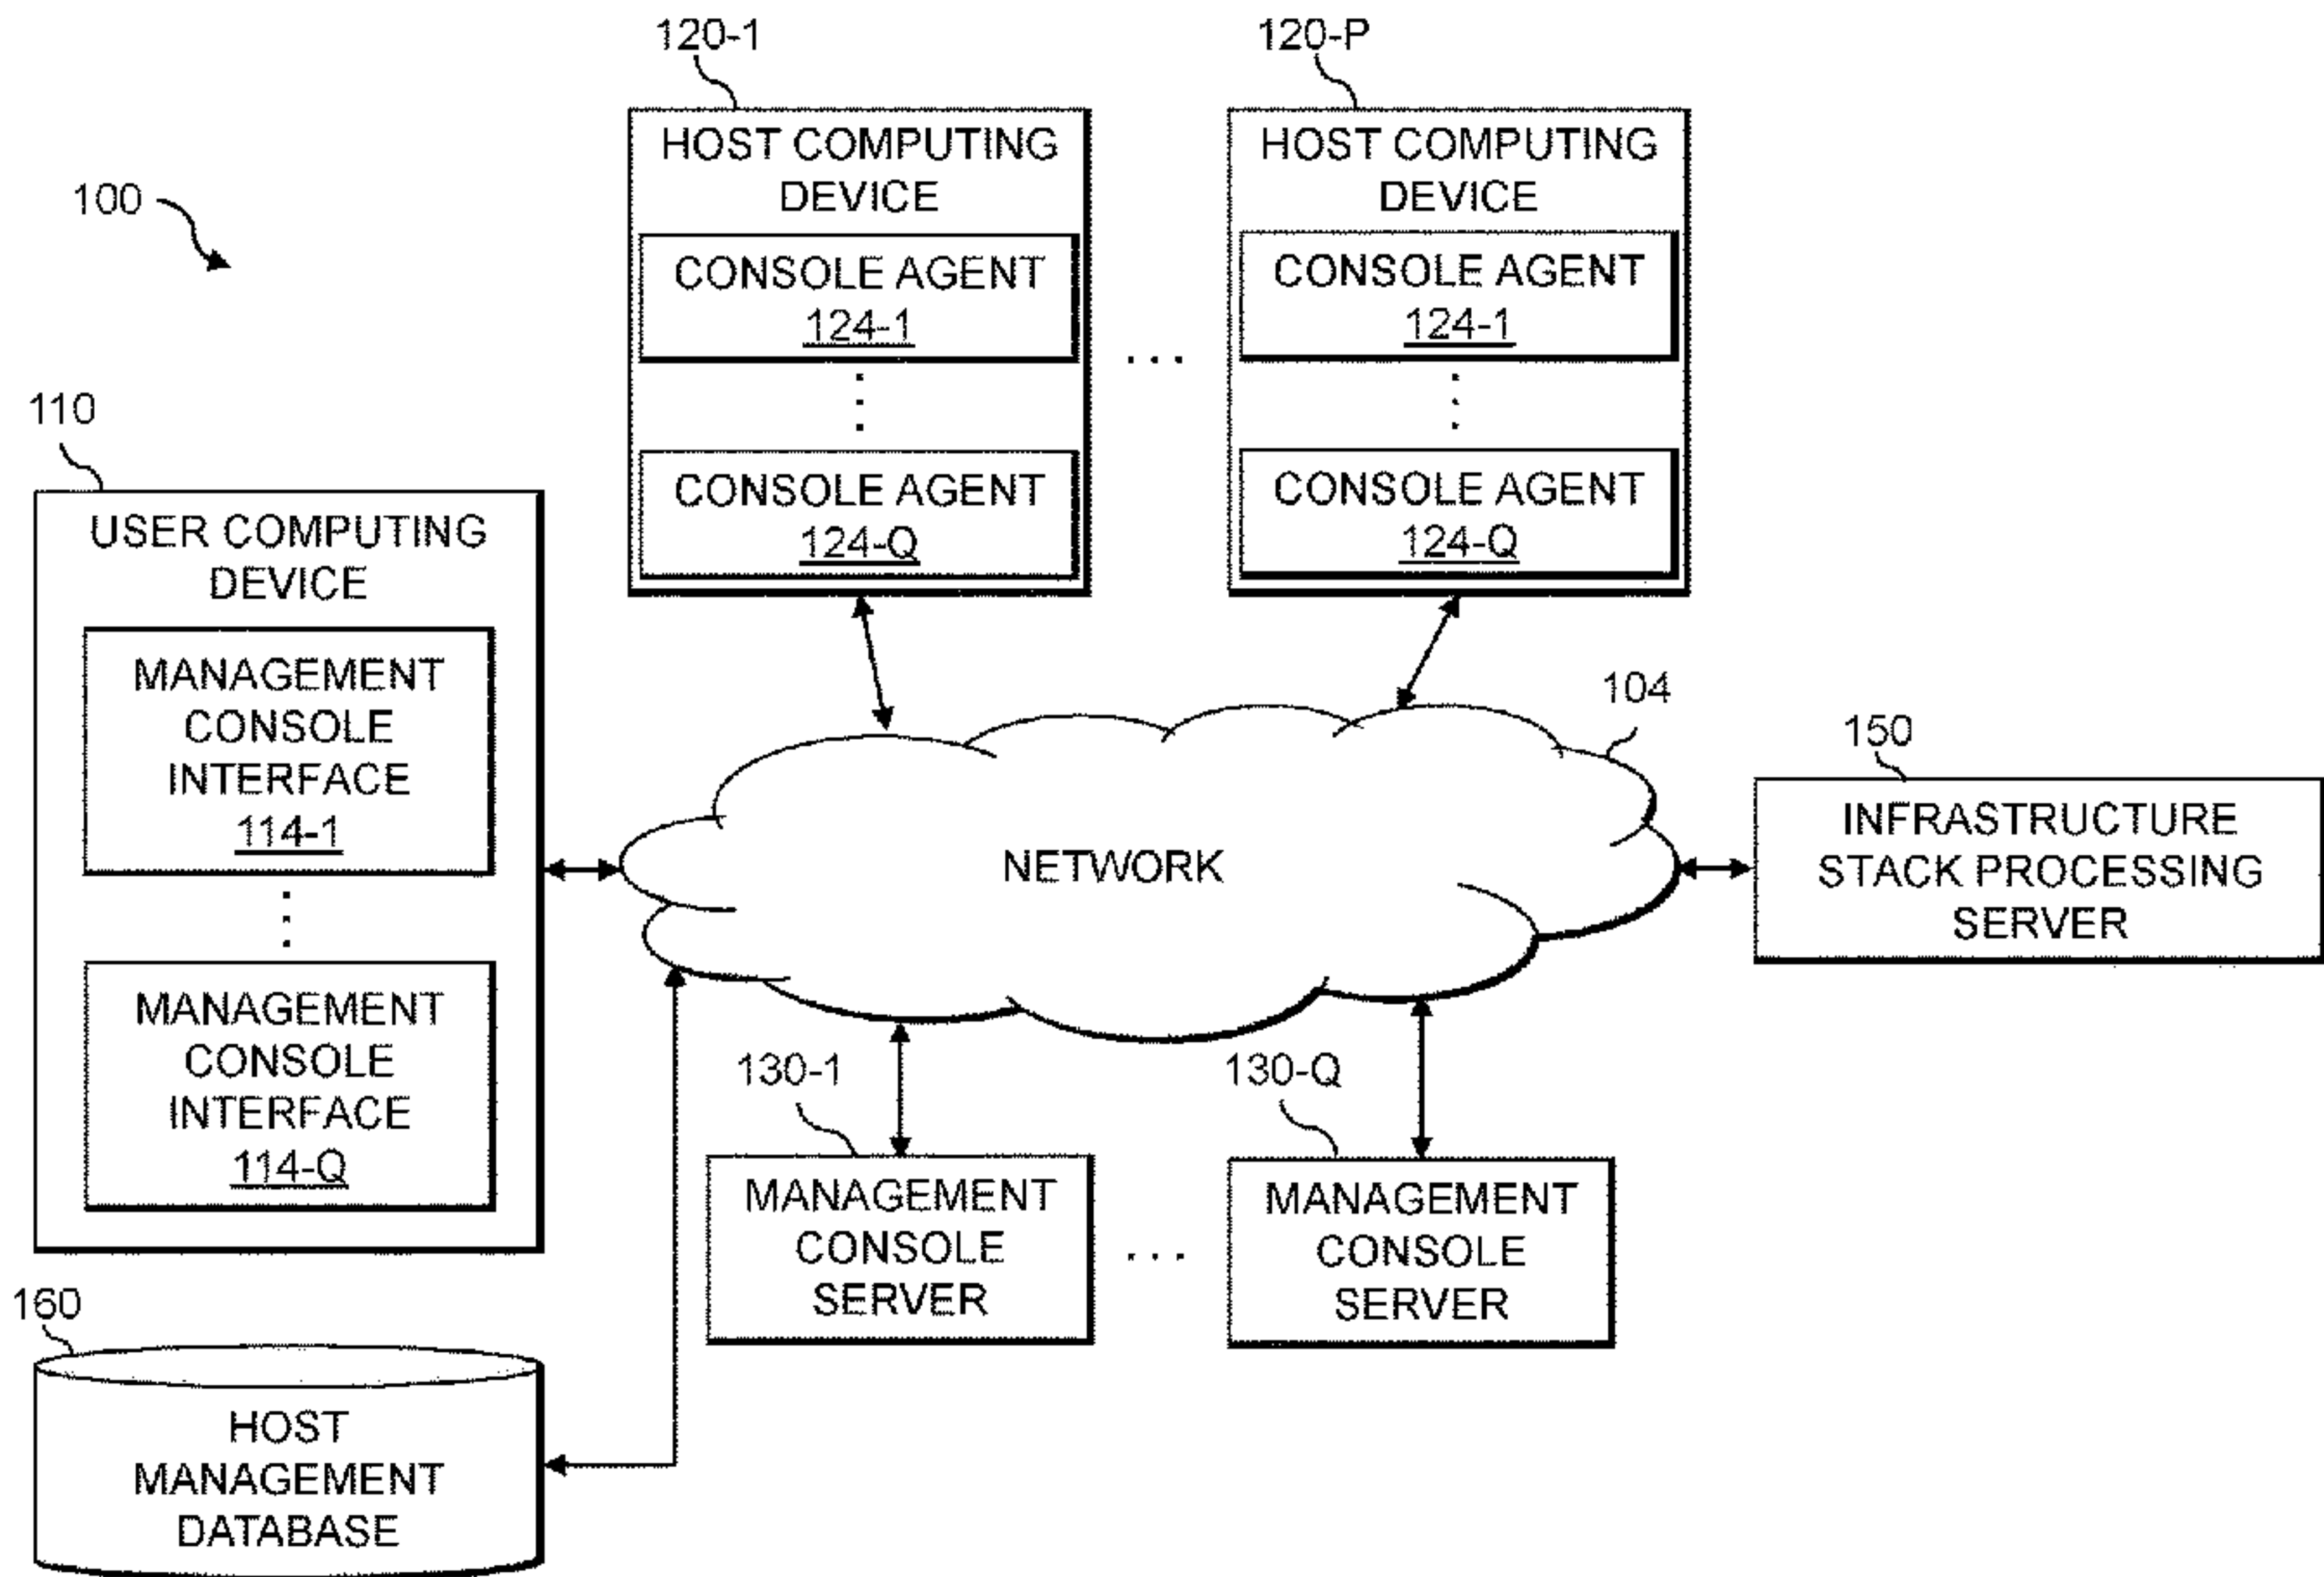 120-1
120-P
HOST COMPUTING
DEVICE
CONSOLE AGENT
124-1
CONSOLE AGENT
124-Q
...
HOST COMPUTING
DEVICE
CONSOLE AGENT
124-1
CONSOLE AGENT
124-Q
100
110
USER COMPUTING
DEVICE
MANAGEMENT
CONSOLE
INTERFACE
114-1
MANAGEMENT
CONSOLE
INTERFACE
114-Q
104
NETWORK
150
INFRASTRUCTURE
STACK PROCESSING
SERVER
130-1
MANAGEMENT
CONSOLE
SERVER
...
130-Q
MANAGEMENT
CONSOLE
SERVER
160
HOST
MANAGEMENT
DATABASE